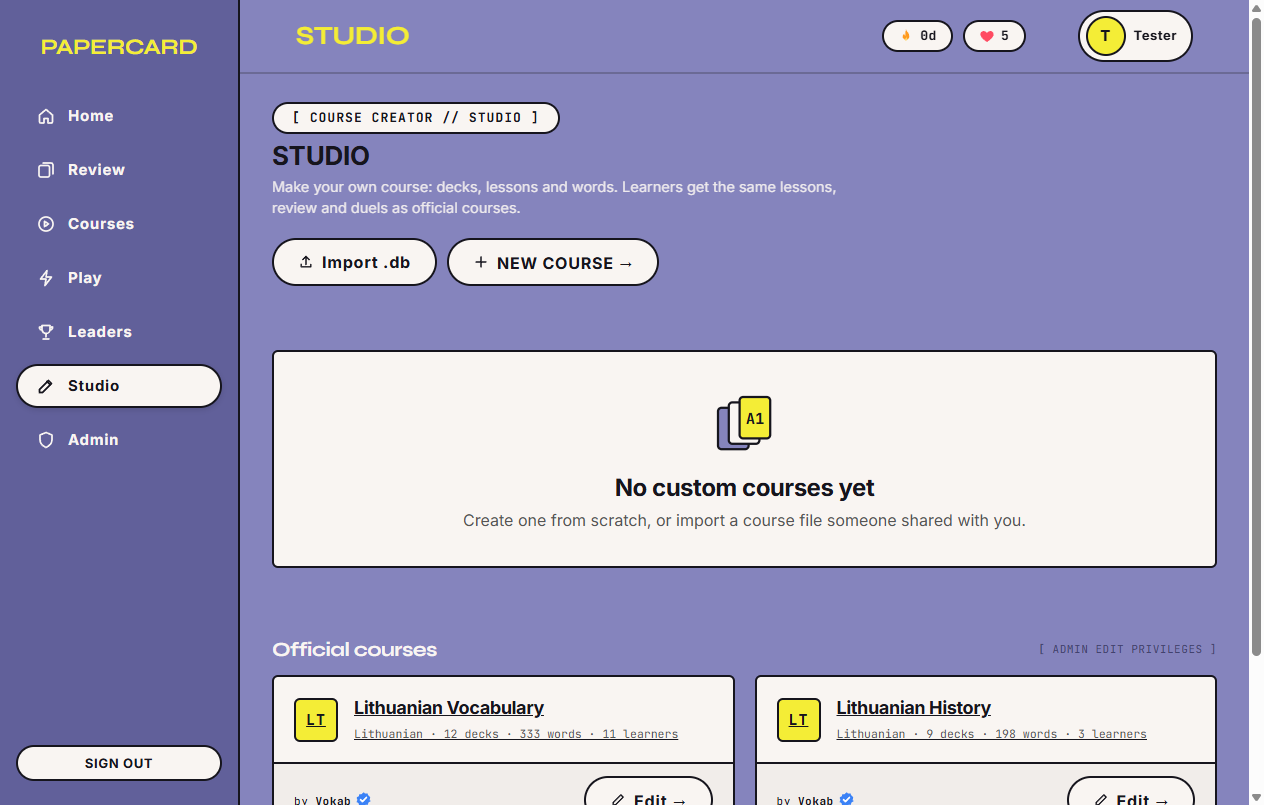 PAPERCARD
Home
Review
Courses
Play
Leaders
Studio
Admin
SIGN OUT
STUDIO
0d
5
T
Tester
[ COURSE CREATOR // STUDIO ]
STUDIO
Make your own course: decks, lessons and words. Learners get the same lessons,
review and duels as official courses.
Import .db
+ NEW COURSE →
A1
No custom courses yet
Create one from scratch, or import a course file someone shared with you.
Official courses
[ ADMIN EDIT PRIVILEGES ]
LT
Lithuanian Vocabulary
Lithuanian · 12 decks · 333 words · 11 learners
by Vokab
Edit →
LT
Lithuanian History
Lithuanian · 9 decks · 198 words · 3 learners
by Vokab
Edit →